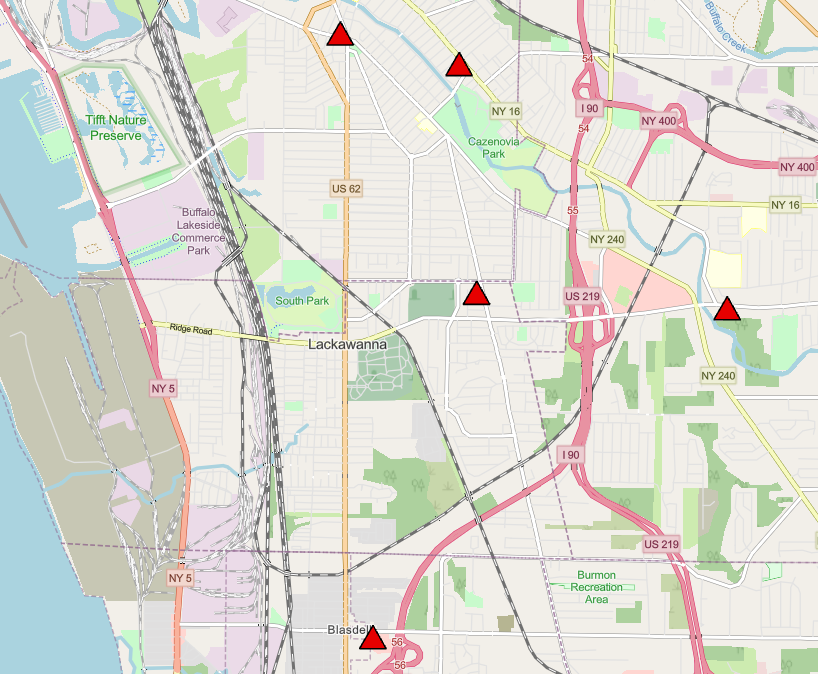 Buffalo
Creek
54
I 90
NY 16
NY 400
Tifft Nature
Preserve
54
Cazenovia
Park
NY 400
US 62
NY 16
55
Buffalo
Lakeside
Commerce
Park
NY 240
South Park
US 219
Ridge Road
Lackawanna
NY 5
NY 240
I 90
US 219
NY 5
Burmon
Recreation
Area
Blasdell
56
56